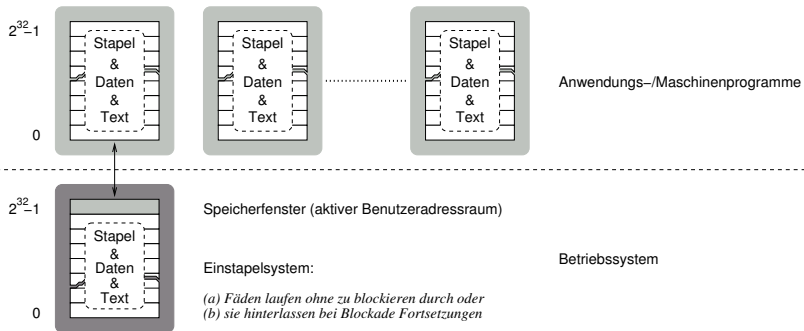 2^32–1
Stapel
&
Daten
&
Text
0
Stapel
&
Daten
&
Text
Stapel
&
Daten
&
Text
Anwendungs–/Maschinenprogramme
2^32–1
Stapel
&
Daten
&
Text
0
Speicherfenster (aktiver Benutzeradressraum)
Einstapelsystem:
(a) Fäden laufen ohne zu blockieren durch oder
(b) sie hinterlassen bei Blockade Fortsetzungen
Betriebssystem